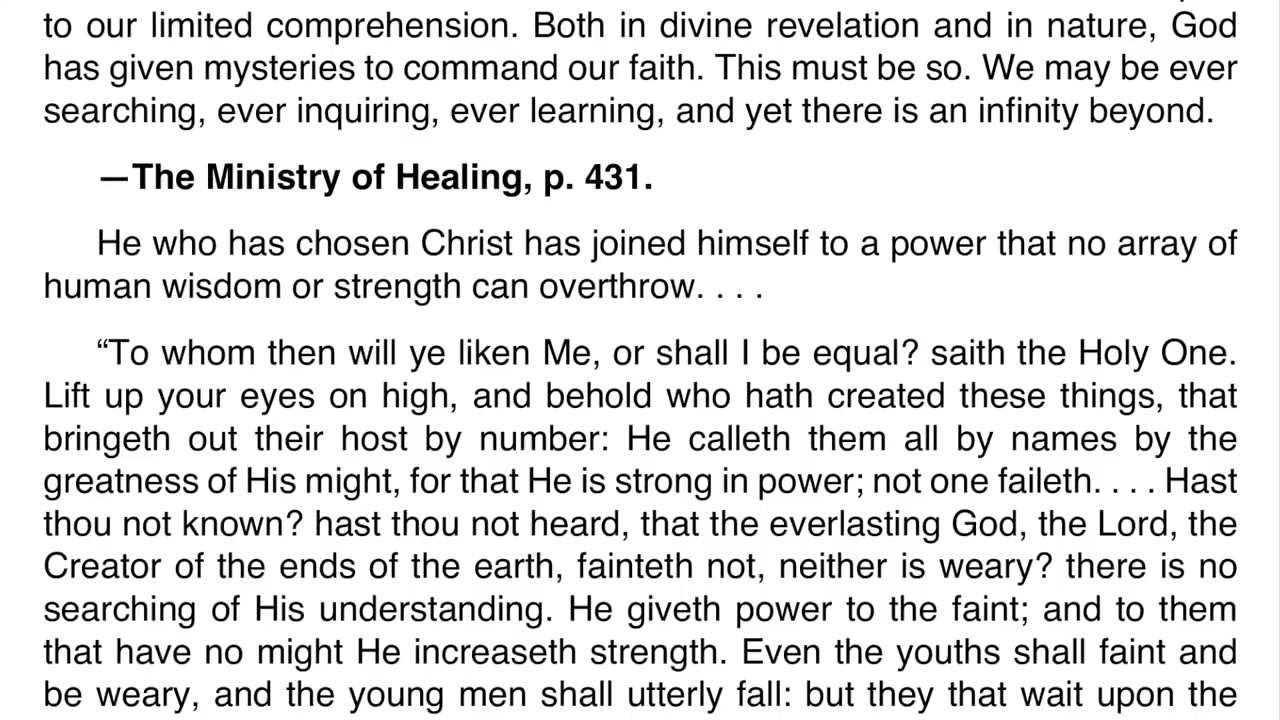 to our limited comprehension. Both in divine revelation and in nature, God
has given mysteries to command our faith. This must be so. We may be ever
searching, ever inquiring, ever learning, and yet there is an infinity beyond.
—The Ministry of Healing, p. 431.
He who has chosen Christ has joined himself to a power that no array of
human wisdom or strength can overthrow. . . .
“To whom then will ye liken Me, or shall I be equal? saith the Holy One.
Lift up your eyes on high, and behold who hath created these things, that
bringeth out their host by number: He calleth them all by names by the
greatness of His might, for that He is strong in power; not one faileth. . . . Hast
thou not known? hast thou not heard, that the everlasting God, the Lord, the
Creator of the ends of the earth, fainteth not, neither is weary? there is no
searching of His understanding. He giveth power to the faint; and to them
that have no might He increaseth strength. Even the youths shall faint and
be weary, and the young men shall utterly fall: but they that wait upon the